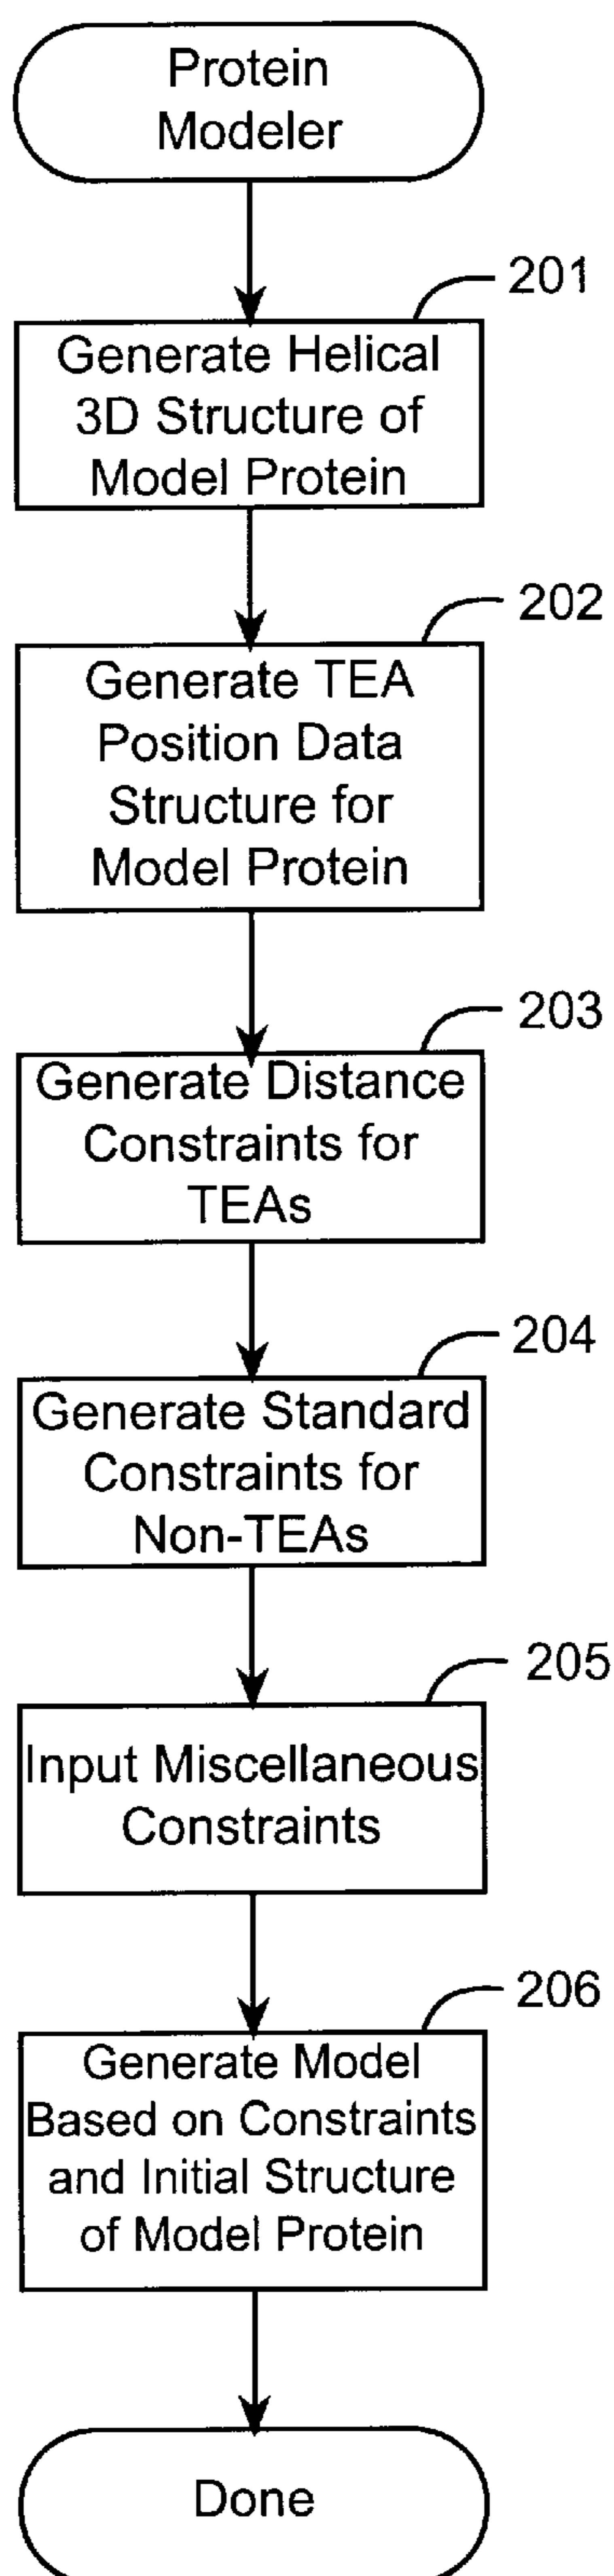 Protein
Modeler
201
Generate Helical
3D Structure of
Model Protein
202
Generate TEA
Position Data
Structure for
Model Protein
203
Generate Distance
Constraints for
TEAs
204
Generate Standard
Constraints for
Non-TEAs
205
Input Miscellaneous
Constraints
206
Generate Model
Based on Constraints
and Initial Structure
of Model Protein
Done